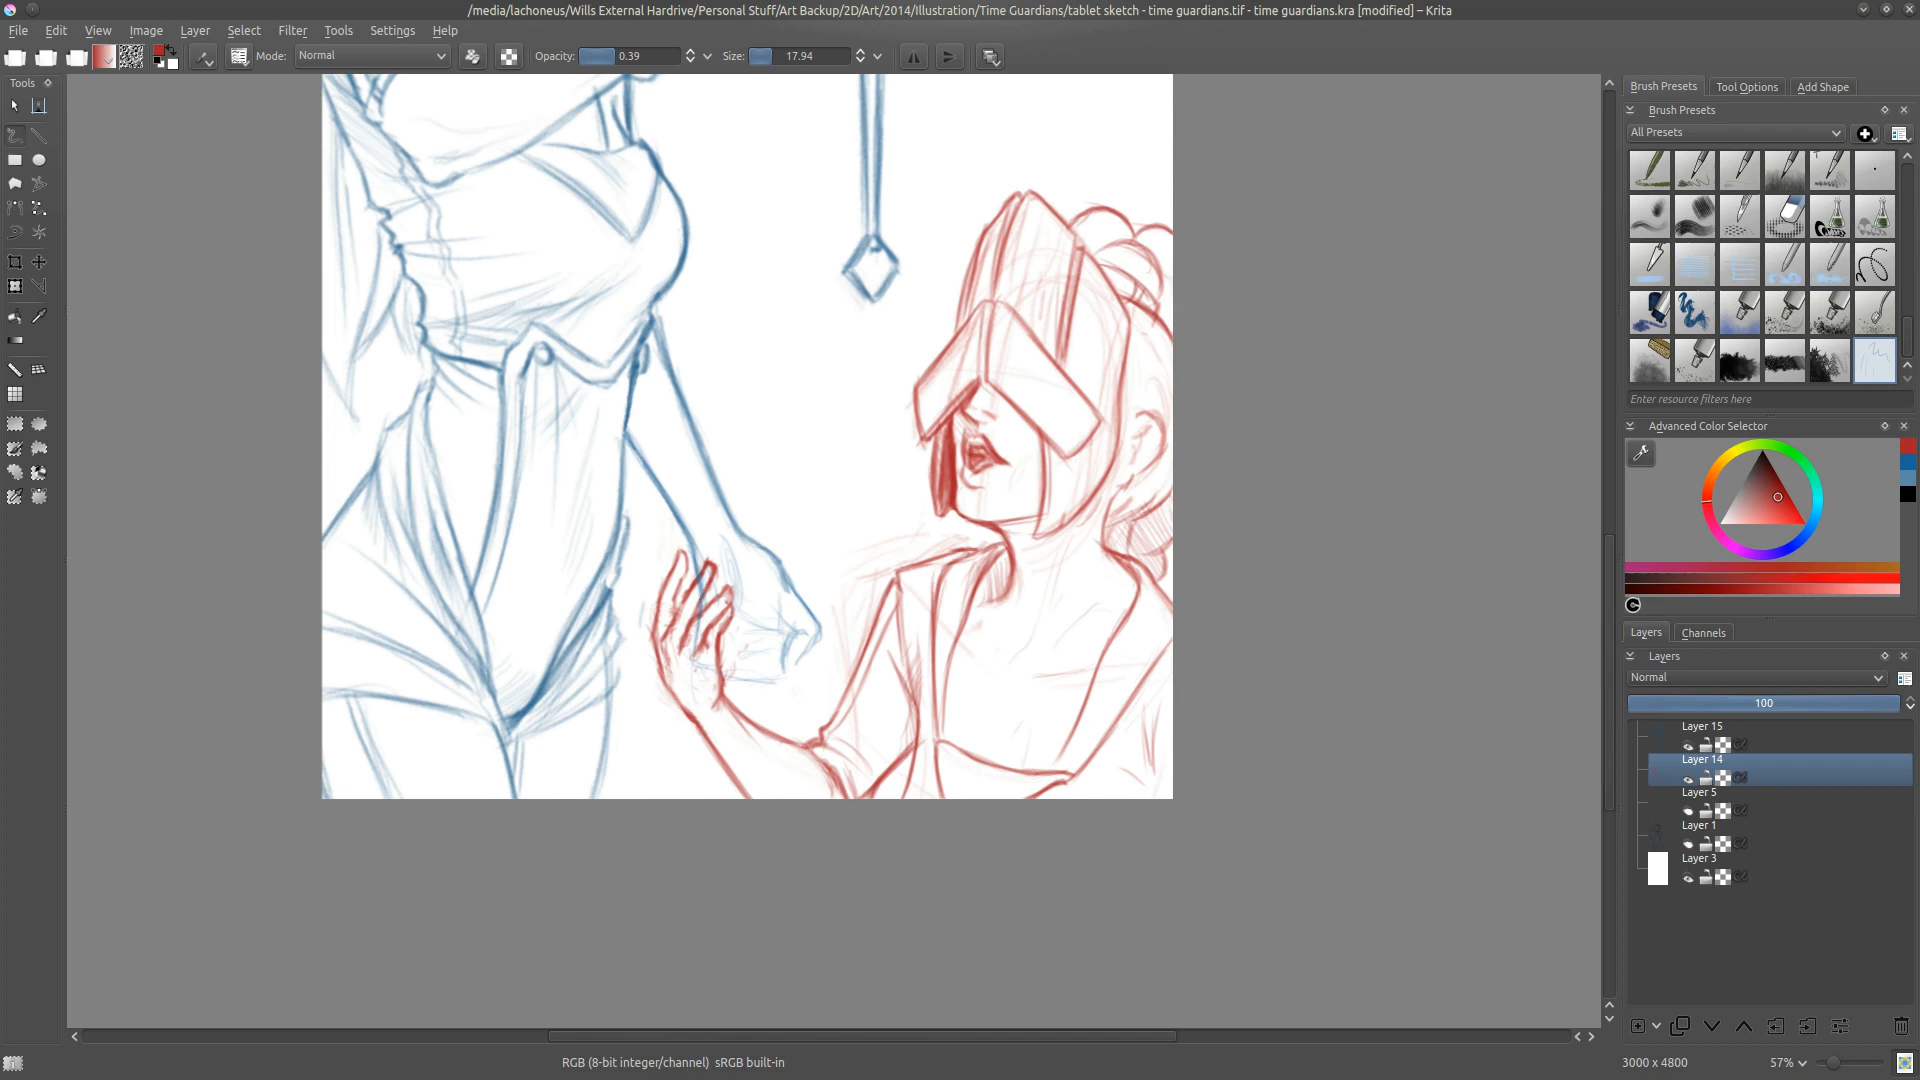 /media/lachoneus/Wills External Hardrive/Personal Stuff/Art Backup/2D/Art/2014/Illustration/Time Guardians/tablet sketch - time guardians.tif - time guardians.kra [modified] – Krita
File Edit View Image Layer Select Filter Tools Settings Help
Mode: Normal Opacity: 0.39 Size: 17.94
Tools
Brush Presets Tool Options Add Shape
Brush Presets
All Presets
Enter resource filters here
Advanced Color Selector
Layers Channels
Layers
Normal
100
Layer 15
Layer 14
Layer 5
Layer 1
Layer 3
RGB (8-bit integer/channel) sRGB built-in 3000 x 4800 57%